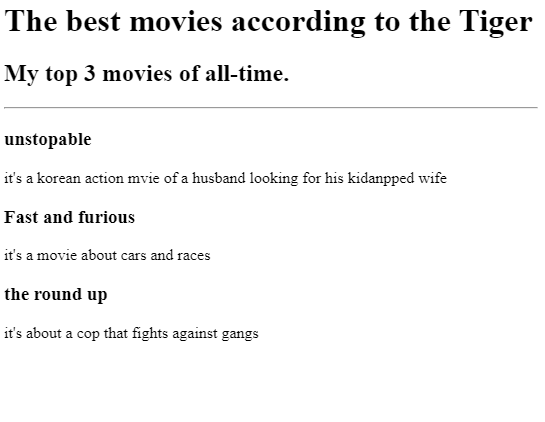 The best movies according to the Tiger
My top 3 movies of all-time.
unstopable
it's a korean action mvie of a husband looking for his kidanpped wife
Fast and furious
it's a movie about cars and races
the round up
it's about a cop that fights against gangs